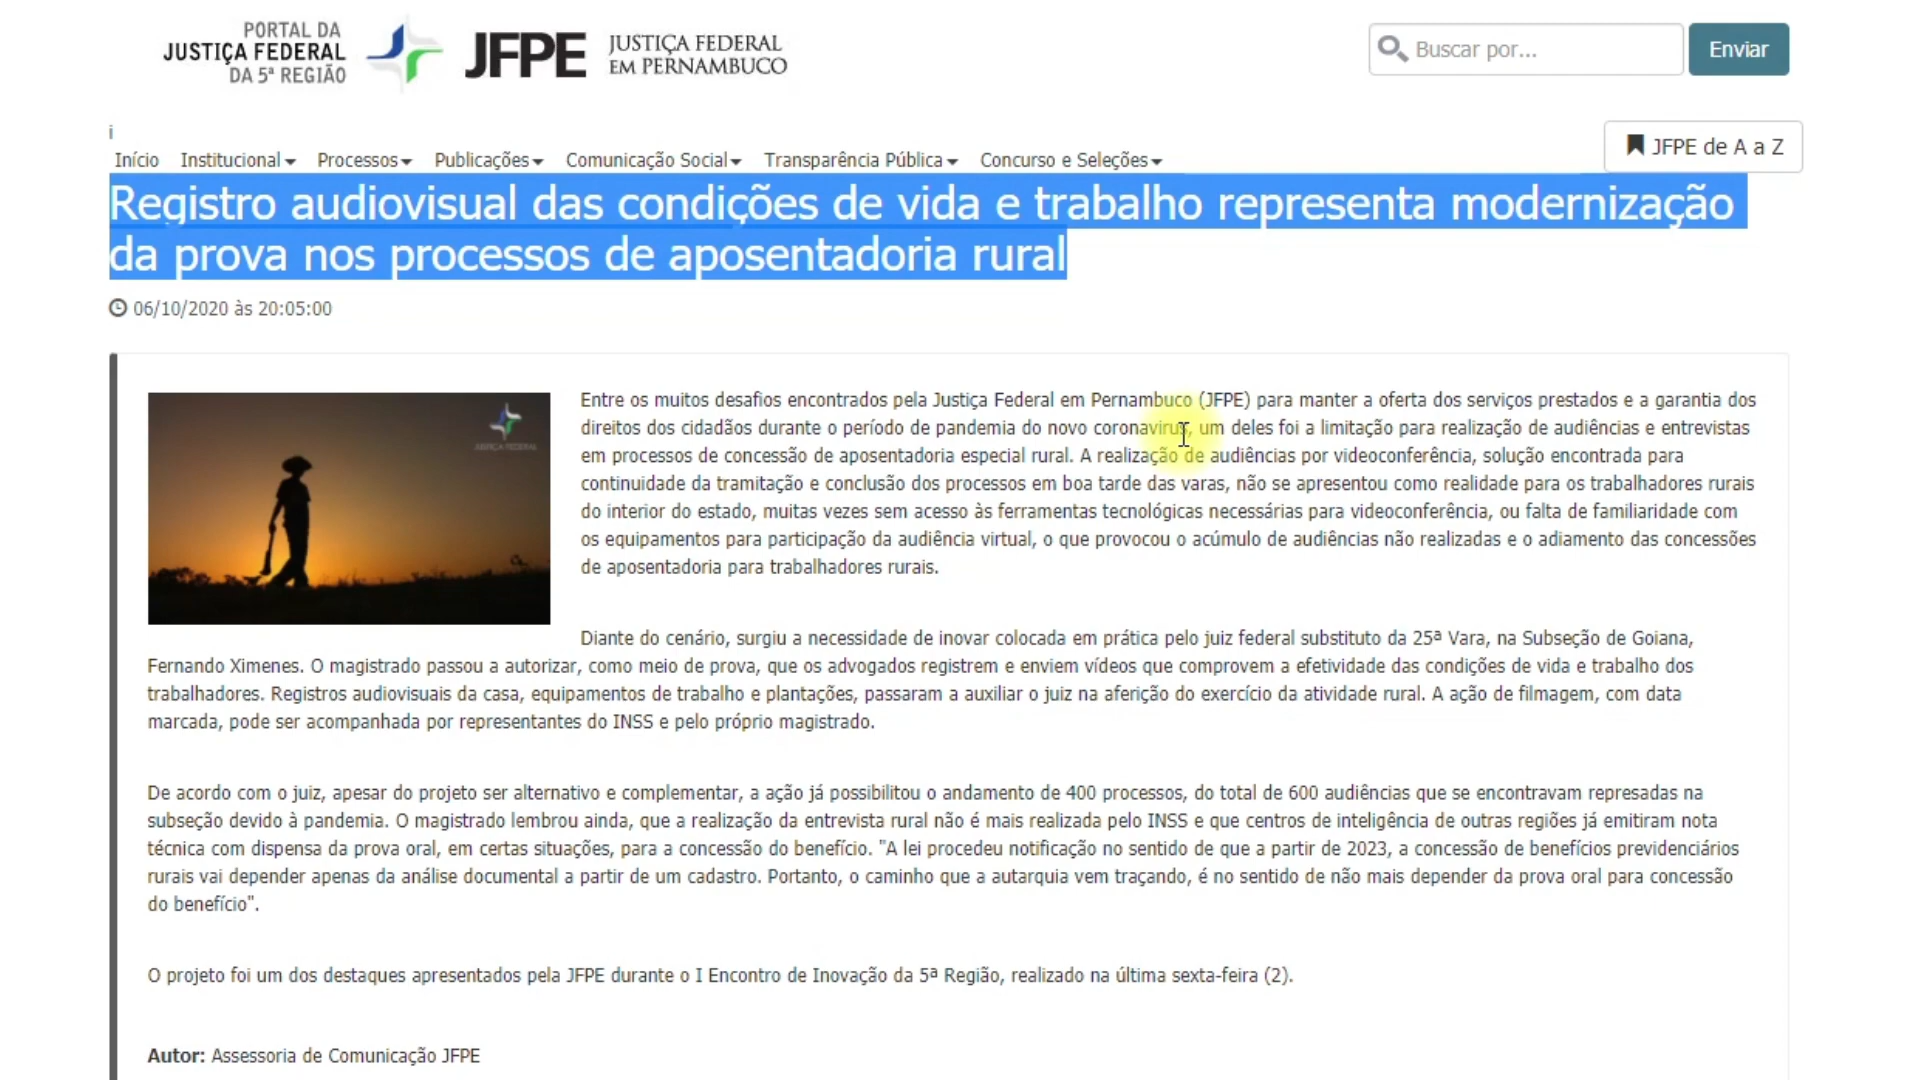 PORTAL DA
JUSTIÇA FEDERAL
DA 5ª REGIÃO
JFPE
JUSTIÇA FEDERAL
EM PERNAMBUCO
Buscar por...
Enviar
i
Início Institucional Processos Publicações Comunicação Social Transparência Pública Concurso e Seleções
JFPE de A a Z
Registro audiovisual das condições de vida e trabalho representa modernização
da prova nos processos de aposentadoria rural
06/10/2020 às 20:05:00
JUSTIÇA FEDERAL
Entre os muitos desafios encontrados pela Justiça Federal em Pernambuco (JFPE) para manter a oferta dos serviços prestados e a garantia dos
direitos dos cidadãos durante o período de pandemia do novo coronavirus, um deles foi a limitação para realização de audiências e entrevistas
em processos de concessão de aposentadoria especial rural. A realização de audiências por videoconferência, solução encontrada para
continuidade da tramitação e conclusão dos processos em boa tarde das varas, não se apresentou como realidade para os trabalhadores rurais
do interior do estado, muitas vezes sem acesso às ferramentas tecnológicas necessárias para videoconferência, ou falta de familiaridade com
os equipamentos para participação da audiência virtual, o que provocou o acúmulo de audiências não realizadas e o adiamento das concessões
de aposentadoria para trabalhadores rurais.
Diante do cenário, surgiu a necessidade de inovar colocada em prática pelo juiz federal substituto da 25ª Vara, na Subseção de Goiana,
Fernando Ximenes. O magistrado passou a autorizar, como meio de prova, que os advogados registrem e enviem vídeos que comprovem a efetividade das condições de vida e trabalho dos
trabalhadores. Registros audiovisuais da casa, equipamentos de trabalho e plantações, passaram a auxiliar o juiz na aferição do exercício da atividade rural. A ação de filmagem, com data
marcada, pode ser acompanhada por representantes do INSS e pelo próprio magistrado.
De acordo com o juiz, apesar do projeto ser alternativo e complementar, a ação já possibilitou o andamento de 400 processos, do total de 600 audiências que se encontravam represadas na
subseção devido à pandemia. O magistrado lembrou ainda, que a realização da entrevista rural não é mais realizada pelo INSS e que centros de inteligência de outras regiões já emitiram nota
técnica com dispensa da prova oral, em certas situações, para a concessão do benefício. "A lei procedeu notificação no sentido de que a partir de 2023, a concessão de benefícios previdenciários
rurais vai depender apenas da análise documental a partir de um cadastro. Portanto, o caminho que a autarquia vem traçando, é no sentido de não mais depender da prova oral para concessão
do benefício".
O projeto foi um dos destaques apresentados pela JFPE durante o I Encontro de Inovação da 5ª Região, realizado na última sexta-feira (2).
Autor: Assessoria de Comunicação JFPE